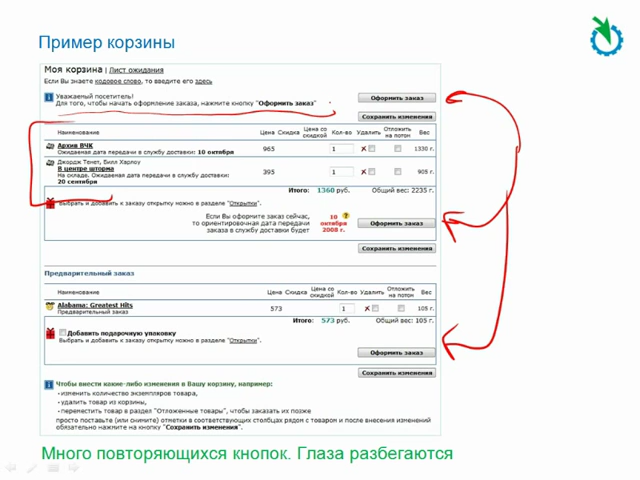 Пример корзины
Моя корзина | Лист ожидания
Если Вы знаете кодовое слово, то введите его здесь
Уважаемый посетитель!
Для того, чтобы начать оформление заказа, нажмите кнопку "Оформить заказ"
Оформить заказ
Сохранить изменения
Наименование Цена Скидка Цена со скидкой Кол-во Удалить Отложить на потом Вес
Архив ВЧК 965 1 1330 г.
Ожидаемая дата передачи в службу доставки: 10 октября
Джордж Тенет, Билл Харлоу
В центре шторма 395 1 905 г.
На складе. Ожидаемая дата передачи в службу доставки:
20 сентября
Итого: 1360 руб. Общий вес: 2235 г.
Выбрать и добавить к заказу открытку можно в разделе "Открытки".
Если Вы оформите заказ сейчас,
то ориентировочная дата передачи
заказа в службу доставки будет
10
октября
2008 г.
Оформить заказ
Сохранить изменения
Предварительный заказ
Наименование Цена Скидка Цена со скидкой Кол-во Удалить Отложить на потом Вес
Alabama: Greatest Hits 573 1 105 г.
Предварительный заказ
Итого: 573 руб. Общий вес: 105 г.
Добавить подарочную упаковку
Выбрать и добавить к заказу открытку можно в разделе "Открытки".
Оформить заказ
Сохранить изменения
Чтобы внести какие-либо изменения в Вашу корзину, например:
- изменить количество экземпляров товара,
- удалить товар из корзины,
- переместить товар в раздел "Отложенные товары", чтобы заказать их позже
просто поставьте (или снимите) отметки в соответствующих столбцах рядом с товаром и после внесения изменений
обязательно нажмите на кнопку "Сохранить изменения".
Много повторяющихся кнопок. Глаза разбегаются